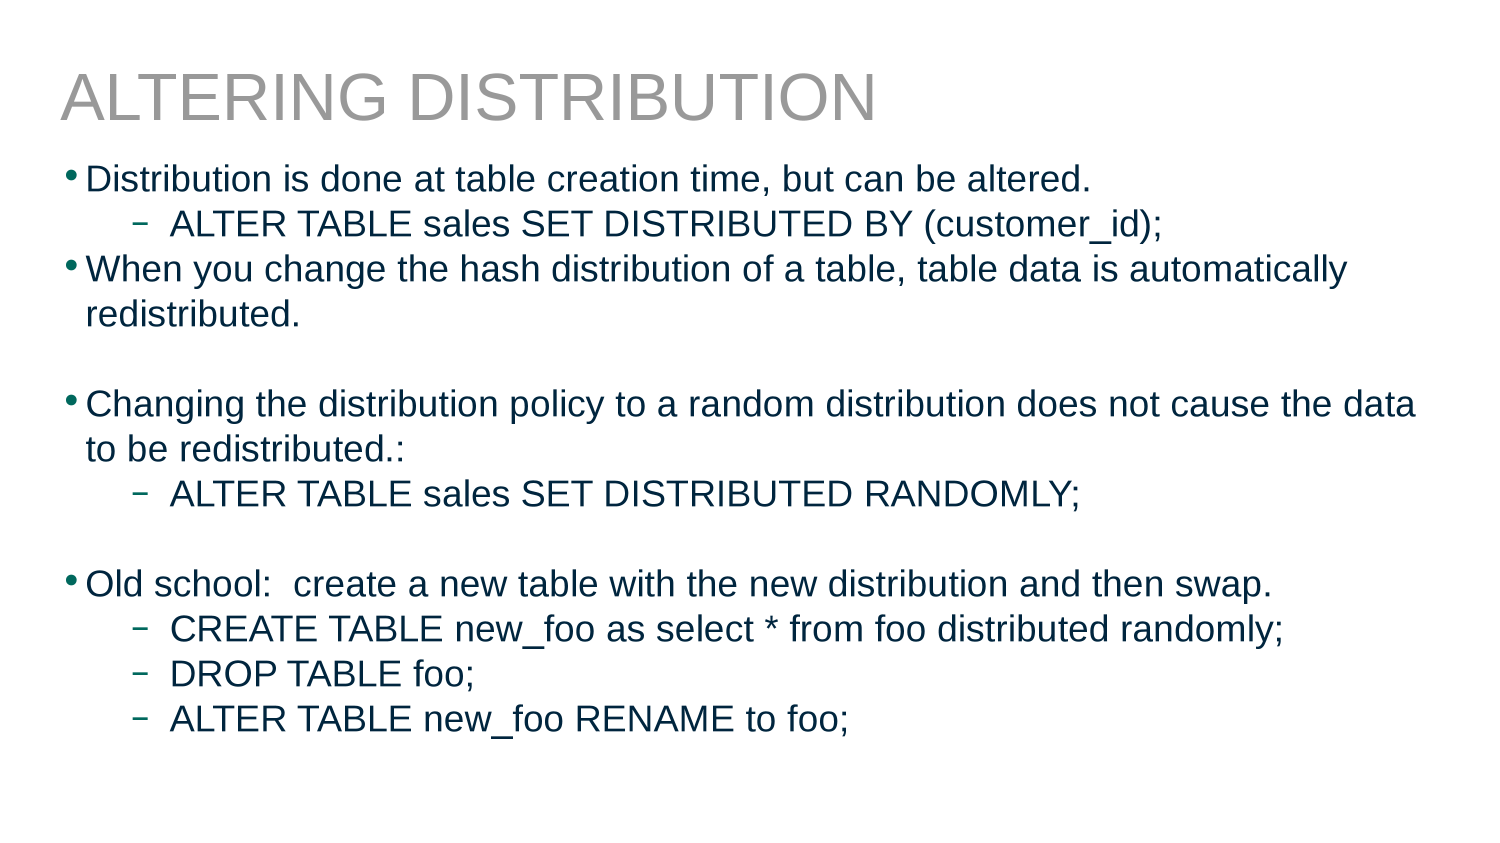 ALTERING DISTRIBUTION
• Distribution is done at table creation time, but can be altered.
– ALTER TABLE sales SET DISTRIBUTED BY (customer_id);
• When you change the hash distribution of a table, table data is automatically
redistributed.
• Changing the distribution policy to a random distribution does not cause the data
to be redistributed.:
– ALTER TABLE sales SET DISTRIBUTED RANDOMLY;
• Old school:  create a new table with the new distribution and then swap.
– CREATE TABLE new_foo as select * from foo distributed randomly;
– DROP TABLE foo;
– ALTER TABLE new_foo RENAME to foo;